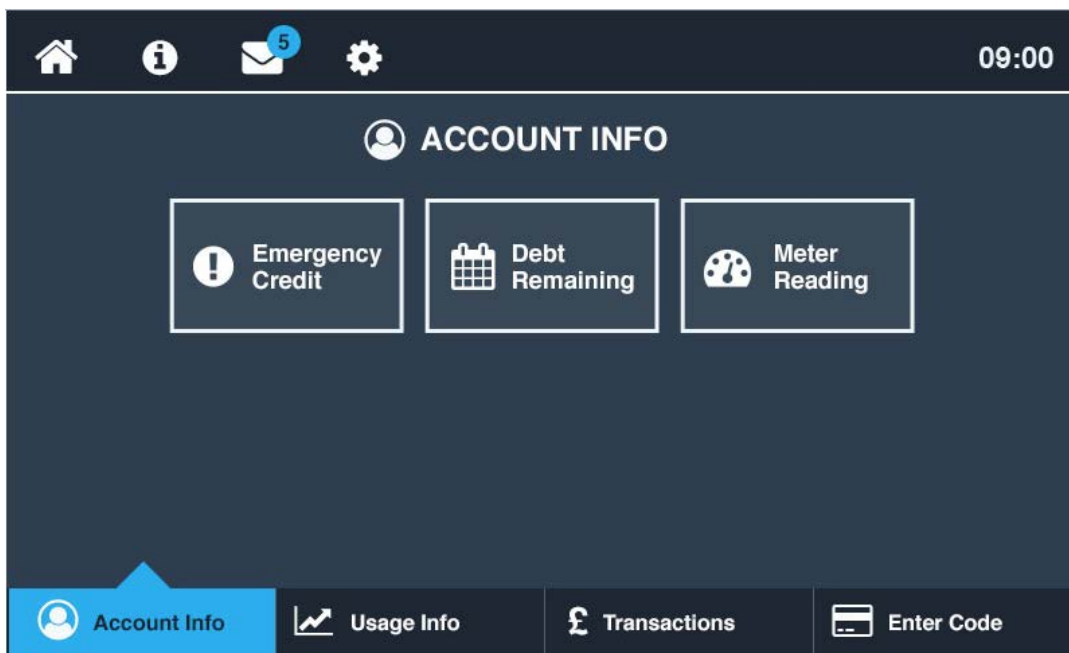 5
09:00
ACCOUNT INFO
Emergency
Credit
Debt
Remaining
Meter
Reading
Account Info
Usage Info
£ Transactions
Enter Code